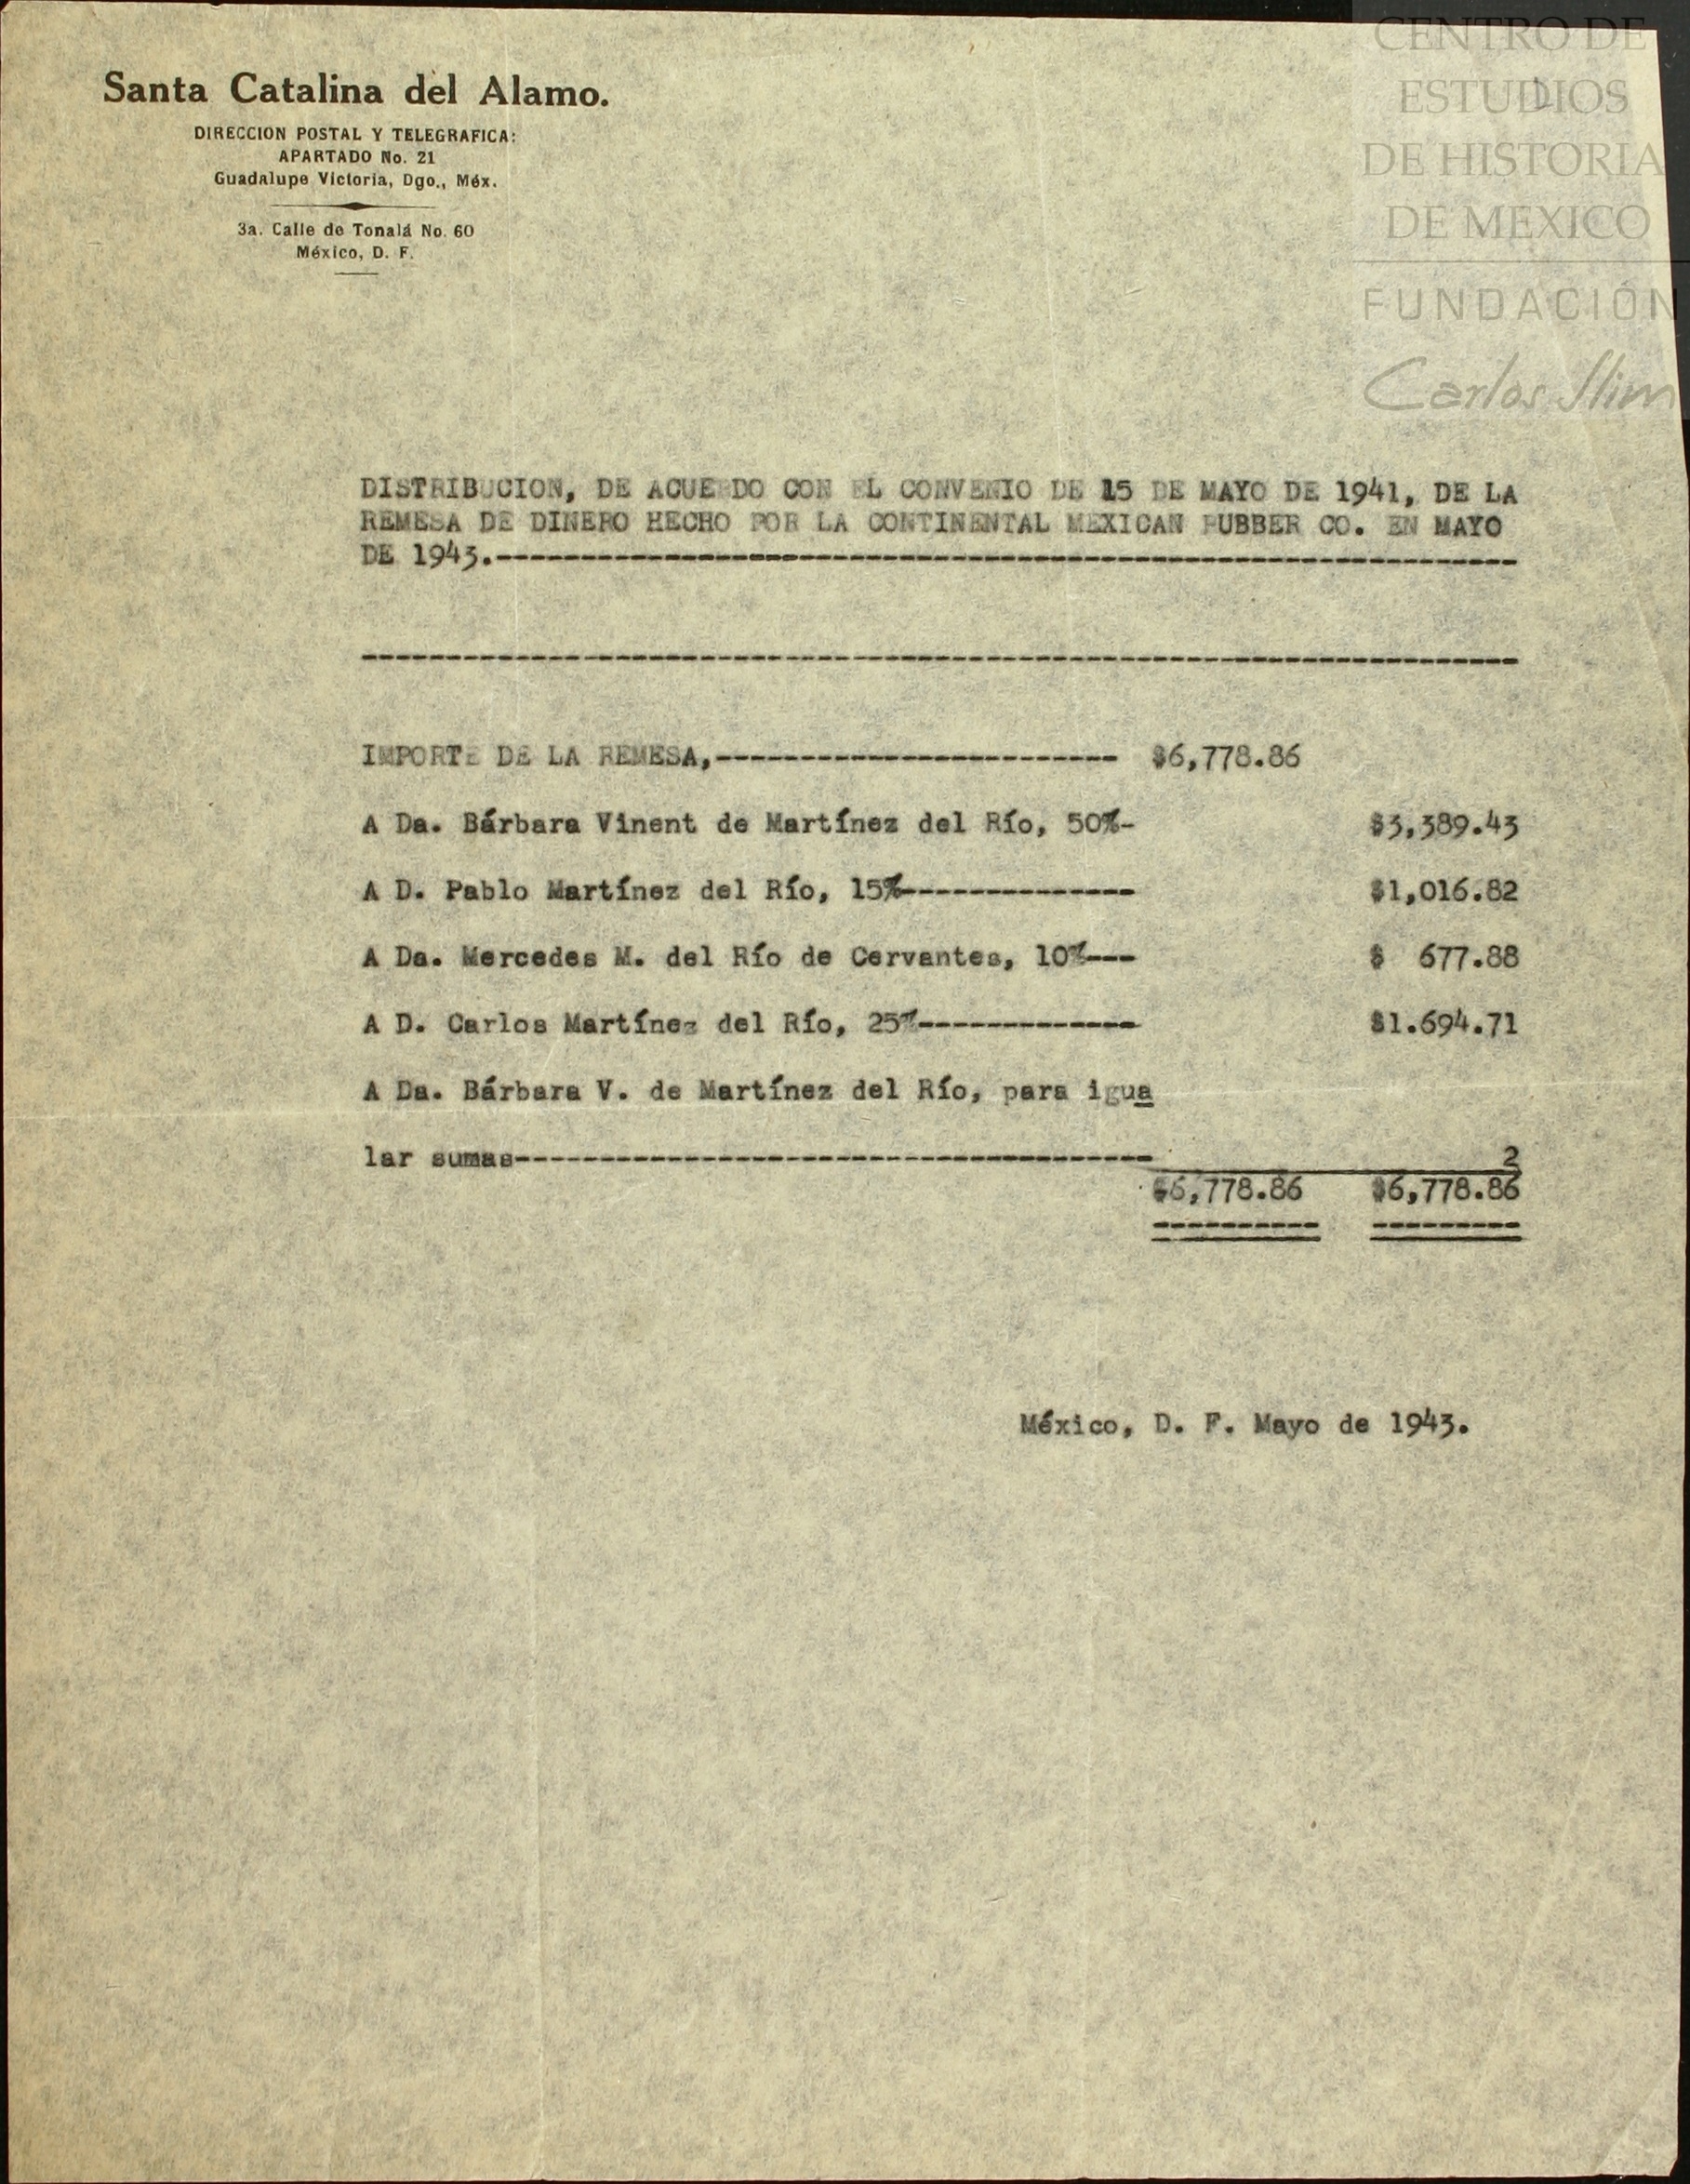 CENTRO DE
ESTUDIOS
DE HISTORIA
DE MEXICO
FUNDACIÓN
Carlos Slim
Santa Catalina del Alamo.
DIRECCION POSTAL Y TELEGRAFICA:
APARTADO No. 21
Guadalupe Victoria, Dgo., Méx.
3a. Calle de Tonalá No. 60
México, D. F.
DISTRIBUCION, DE ACUERDO CON EL CONVENIO DE 15 DE MAYO DE 1941, DE LA
REMESA DE DINERO HECHO POR LA CONTINENTAL MEXICAN RUBBER CO. EN MAYO
DE 1943.-------------------------------------------------------------
---------------------------------------------------------------------
IMPORTE DE LA REMESA,------------------------ $6,778.86
A Da. Bárbara Vinent de Martínez del Río, 50%- $3,389.43
A D. Pablo Martínez del Río, 15%-------------- $1,016.82
A Da. Mercedes M. del Río de Cervantes, 10%--- $ 677.88
A D. Carlos Martínez del Río, 25%------------- $1.694.71
A Da. Bárbara V. de Martínez del Río, para igua
lar sumas-------------------------------------- 2
$6,778.86 $6,778.86
México, D. F. Mayo de 1943.